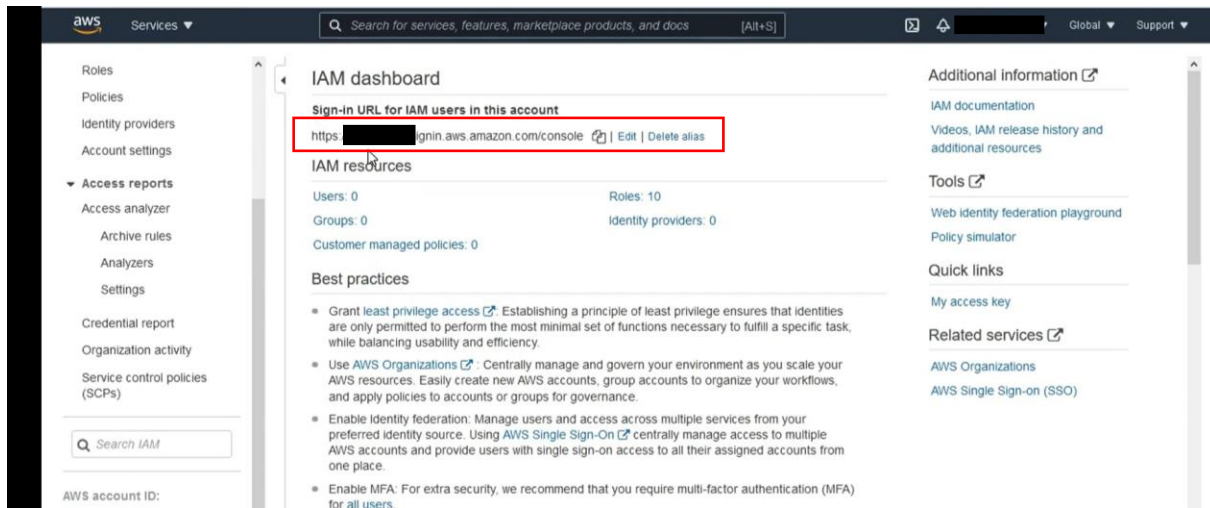 aws Services ▼ Search for services, features, marketplace products, and docs [Alt+S] Global ▼ Support ▼
Roles
Policies
Identity providers
Account settings
Access reports
Access analyzer
Archive rules
Analyzers
Settings
Credential report
Organization activity
Service control policies
(SCPs)
Search IAM
AWS account ID:
IAM dashboard
Sign-in URL for IAM users in this account
https: ignin.aws.amazon.com/console | Edit | Delete alias
IAM resources
Users: 0 Roles: 10
Groups: 0 Identity providers: 0
Customer managed policies: 0
Best practices
Grant least privilege access : Establishing a principle of least privilege ensures that identities
are only permitted to perform the most minimal set of functions necessary to fulfill a specific task,
while balancing usability and efficiency.
Use AWS Organizations : Centrally manage and govern your environment as you scale your
AWS resources. Easily create new AWS accounts, group accounts to organize your workflows,
and apply policies to accounts or groups for governance.
Enable Identity federation: Manage users and access across multiple services from your
preferred identity source. Using AWS Single Sign-On centrally manage access to multiple
AWS accounts and provide users with single sign-on access to all their assigned accounts from
one place.
Enable MFA: For extra security, we recommend that you require multi-factor authentication (MFA)
for all users.
Additional information
IAM documentation
Videos, IAM release history and
additional resources
Tools
Web identity federation playground
Policy simulator
Quick links
My access key
Related services
AWS Organizations
AWS Single Sign-on (SSO)